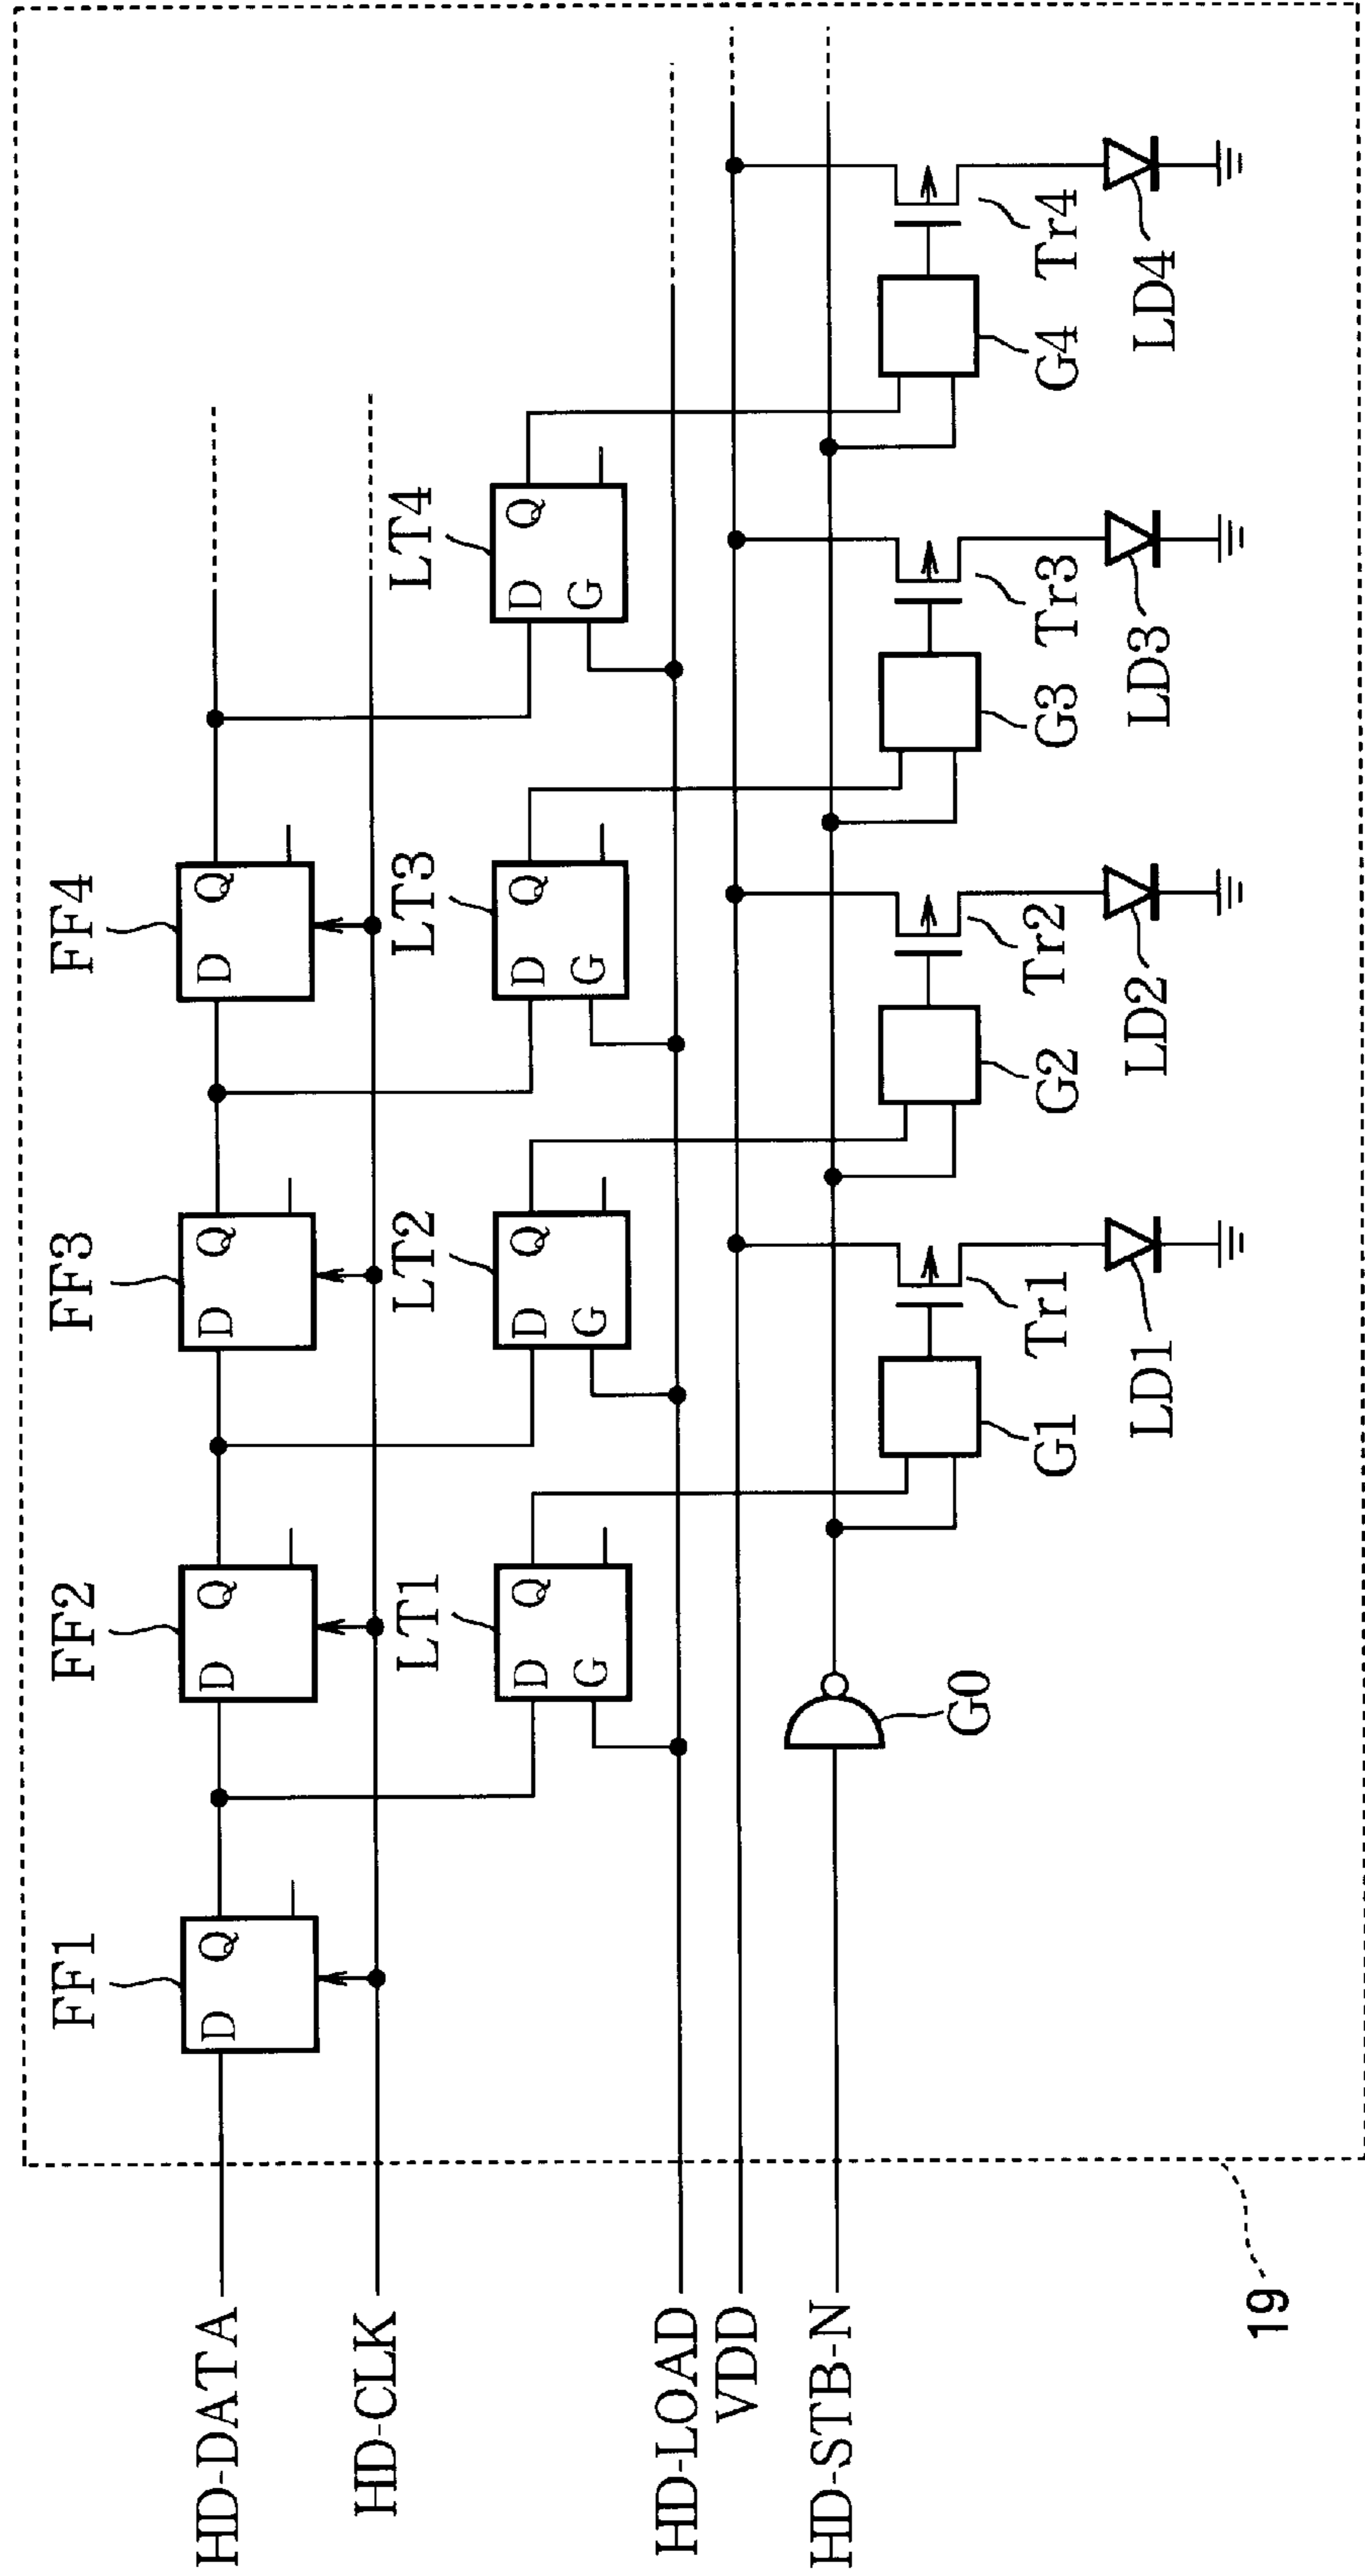 FF1
FF2
FF3
FF4
D Q
D Q
D Q
D Q
HD-DATA
HD-CLK
LT1
LT2
LT3
LT4
D Q
G
D Q
G
D Q
G
D Q
G
HD-LOAD
VDD
HD-STB-N
G0
G1
Tr1
LD1
G2
Tr2
LD2
G3
Tr3
LD3
G4
Tr4
LD4
19